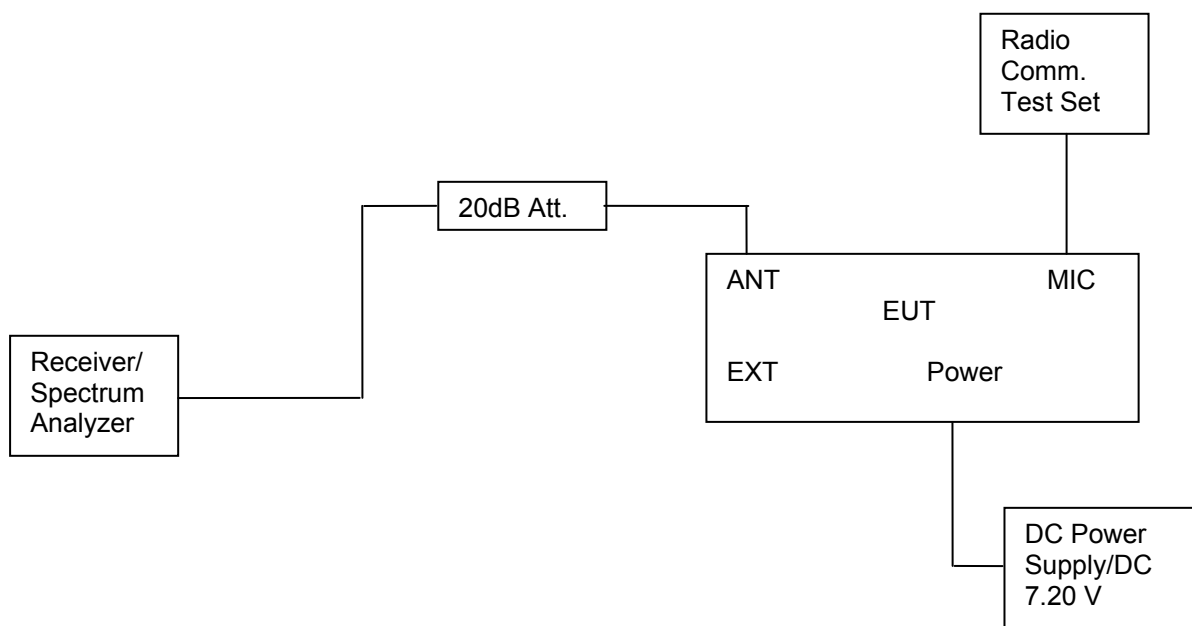 Radio
Comm.
Test Set
20dB Att.
ANT
MIC
EUT
EXT
Power
Receiver/
Spectrum
Analyzer
DC Power
Supply/DC
7.20 V